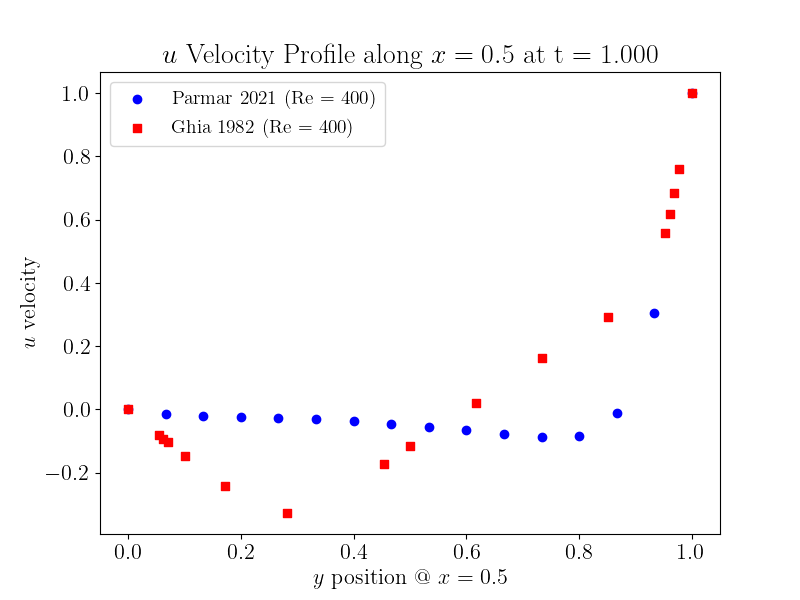 u Velocity Profile along x = 0.5 at t = 1.000
Parmar 2021 (Re = 400)
Ghia 1982 (Re = 400)
1.0
0.8
0.6
0.4
0.2
0.0
−0.2
u velocity
0.0 0.2 0.4 0.6 0.8 1.0
y position @ x = 0.5